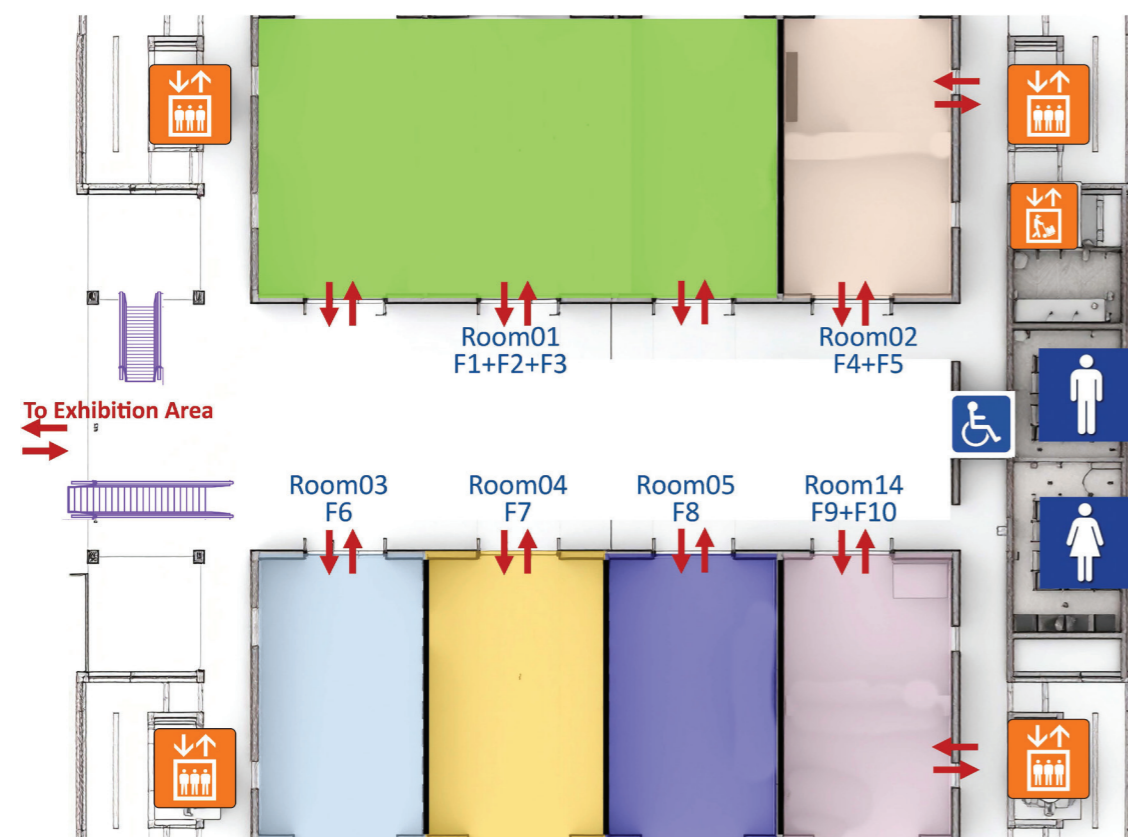 Room01
F1+F2+F3
Room02
F4+F5
To Exhibition Area
Room03
F6
Room04
F7
Room05
F8
Room14
F9+F10